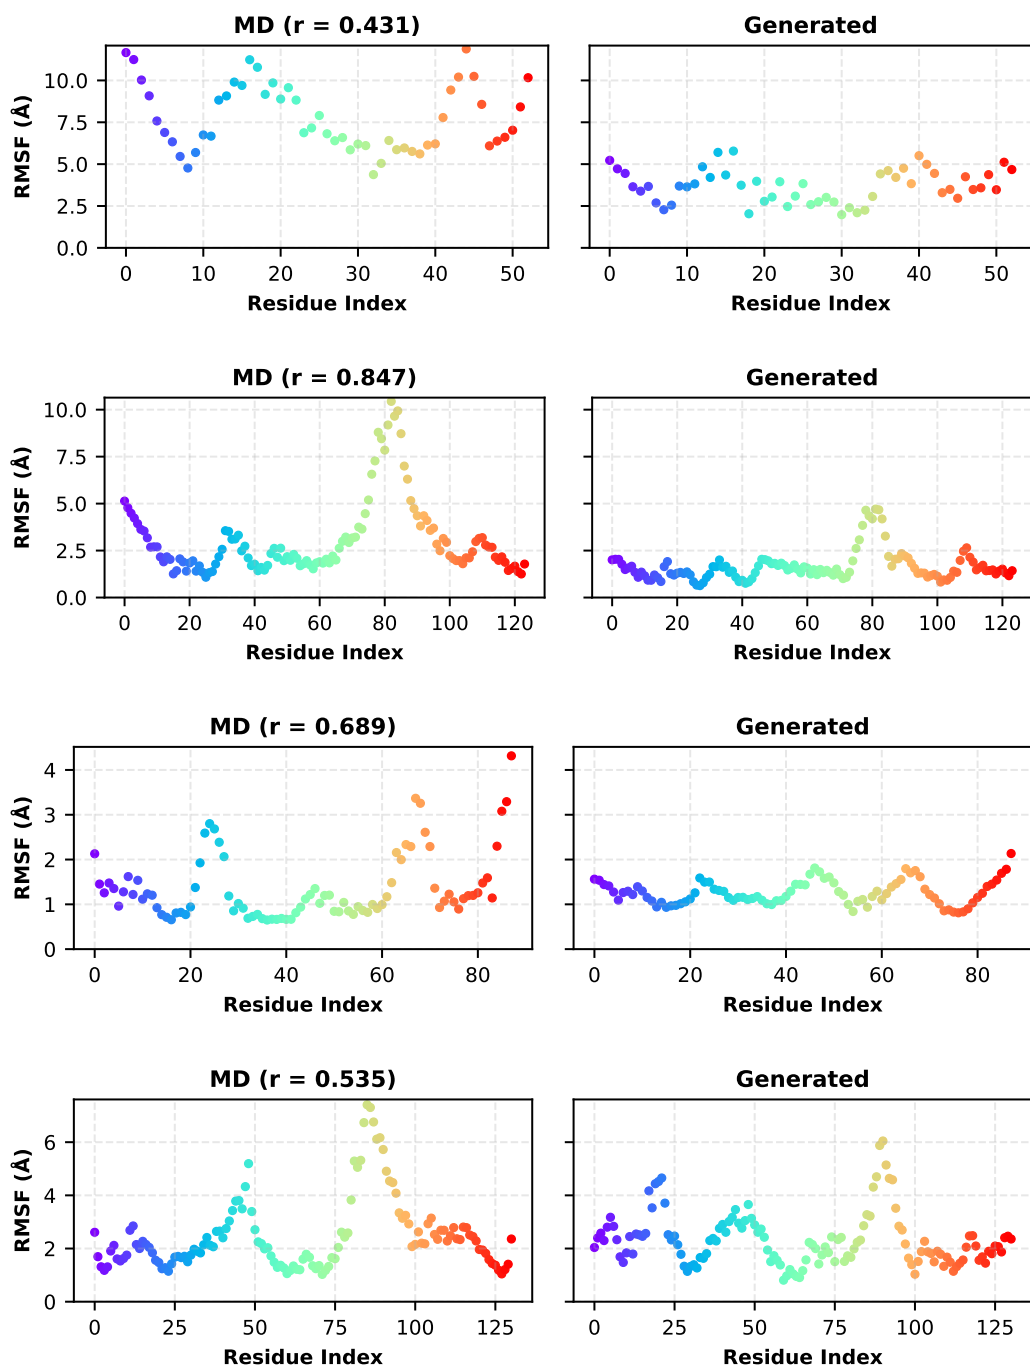 MD (r = 0.431) Generated
RMSF (Å)
10.0
7.5
5.0
2.5
0.0
0 10 20 30 40 50 0 10 20 30 40 50
Residue Index Residue Index
MD (r = 0.847) Generated
RMSF (Å)
10.0
7.5
5.0
2.5
0.0
0 20 40 60 80 100 120 0 20 40 60 80 100 120
Residue Index Residue Index
MD (r = 0.689) Generated
RMSF (Å)
4
3
2
1
0
0 20 40 60 80 0 20 40 60 80
Residue Index Residue Index
MD (r = 0.535) Generated
RMSF (Å)
6
4
2
0
0 25 50 75 100 125 0 25 50 75 100 125
Residue Index Residue Index